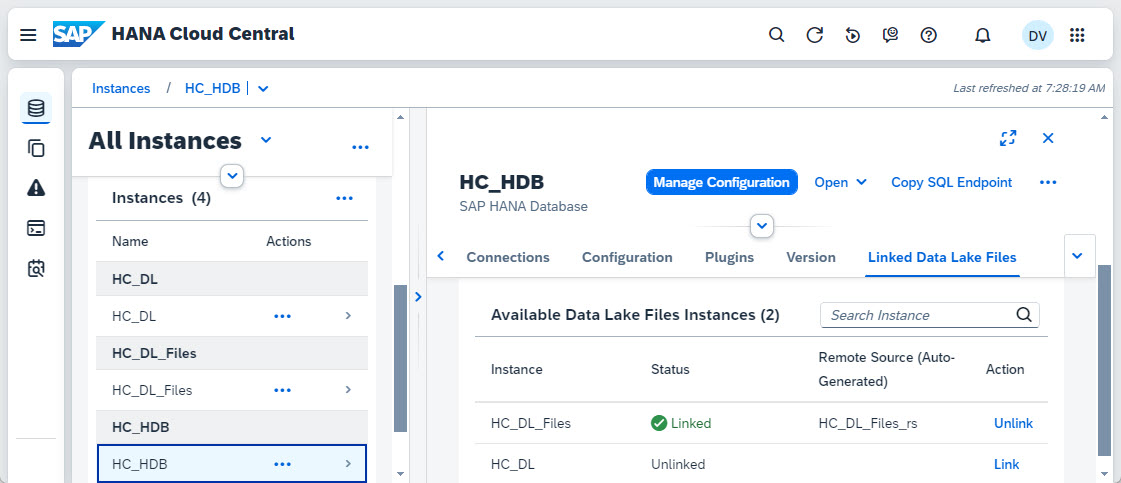 SAP HANA Cloud Central DV
Instances / HC_HDB Last refreshed at 7:28:19 AM
All Instances
Instances (4)
Name Actions
HC_DL
HC_DL
HC_DL_Files
HC_DL_Files
HC_HDB
HC_HDB
HC_HDB Manage Configuration Open Copy SQL Endpoint
SAP HANA Database
Connections Configuration Plugins Version Linked Data Lake Files
Available Data Lake Files Instances (2) Search Instance
Instance Status Remote Source (Auto-
Generated) Action
HC_DL_Files Linked HC_DL_Files_rs Unlink
HC_DL Unlinked Link